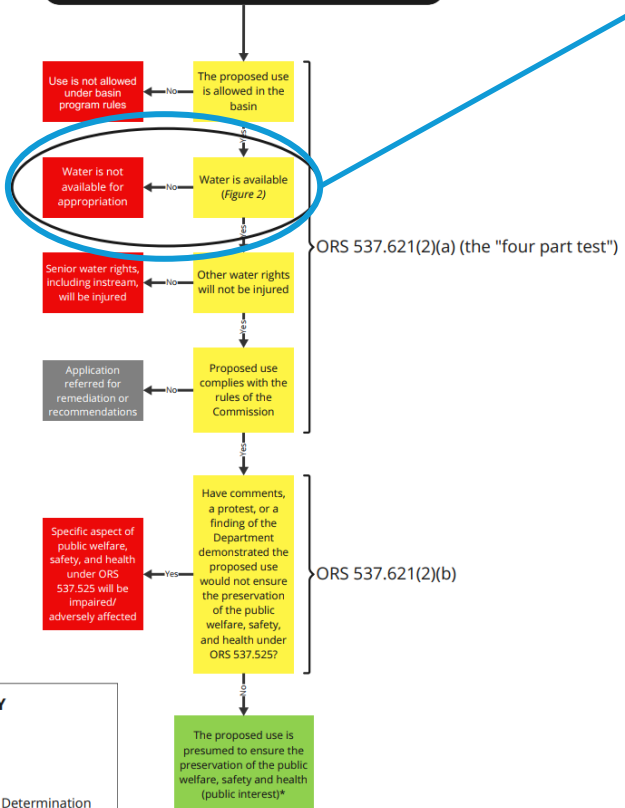 Use is not allowed
under basin
program rules
No
The proposed use
is allowed in the
basin
Yes
Water is not
available for
appropriation
No
Water is available
(Figure 2)
Yes
ORS 537.621(2)(a) (the "four part test")
Senior water rights,
including instream,
will be injured
No
Other water rights
will not be injured
Yes
Application
referred for
remediation or
recommendations
No
Proposed use
complies with the
rules of the
Commission
Yes
Specific aspect of
public welfare,
safety, and health
under ORS
537.525 will be
impaired/
adversely affected
Yes
Have comments,
a protest, or a
finding of the
Department
demonstrated the
proposed use
would not ensure
the preservation
of the public
welfare, safety,
and health under
ORS 537.525?
ORS 537.621(2)(b)
No
Y
The proposed use is
presumed to ensure the
preservation of the public
welfare, safety and health
(public interest)*
Determination